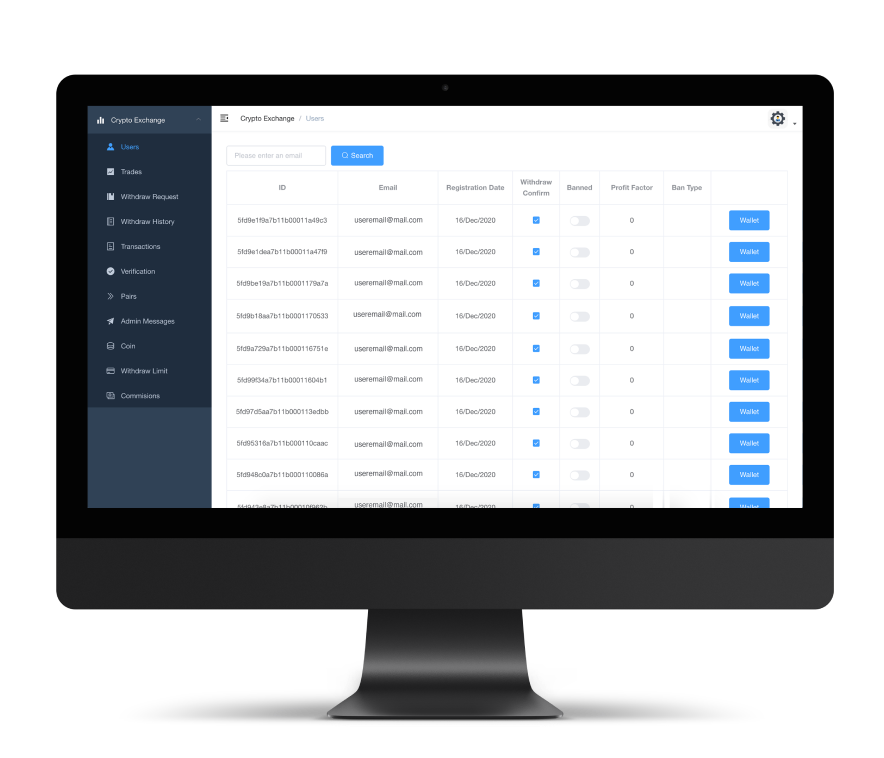 Crypto Exchange
Crypto Exchange / Users
Users
Trades
Withdraw Request
Withdraw History
Transactions
Verification
Pairs
Admin Messages
Coin
Withdraw Limit
Commisions
Please enter an email Search
ID Email Registration Date Withdraw Confirm Banned Profit Factor Ban Type
5fd9e1f9a7b11b00011a49c3 useremail@mail.com 16/Dec/2020 0 Wallet
5fd9e1dea7b11b00011a47f9 useremail@mail.com 16/Dec/2020 0 Wallet
5fd9be19a7b11b0001179a7a useremail@mail.com 16/Dec/2020 0 Wallet
5fd9b18aa7b11b0001170533 useremail@mail.com 16/Dec/2020 0 Wallet
5fd9a729a7b11b000116751e useremail@mail.com 16/Dec/2020 0 Wallet
5fd99f34a7b11b00011604b1 useremail@mail.com 16/Dec/2020 0 Wallet
5fd97d5aa7b11b000113edbb useremail@mail.com 16/Dec/2020 0 Wallet
5fd95316a7b11b000110caac useremail@mail.com 16/Dec/2020 0 Wallet
5fd948c0a7b11b000110086a useremail@mail.com 16/Dec/2020 0 Wallet
useremail@mail.com 16/Dec/2020 0 Wallet